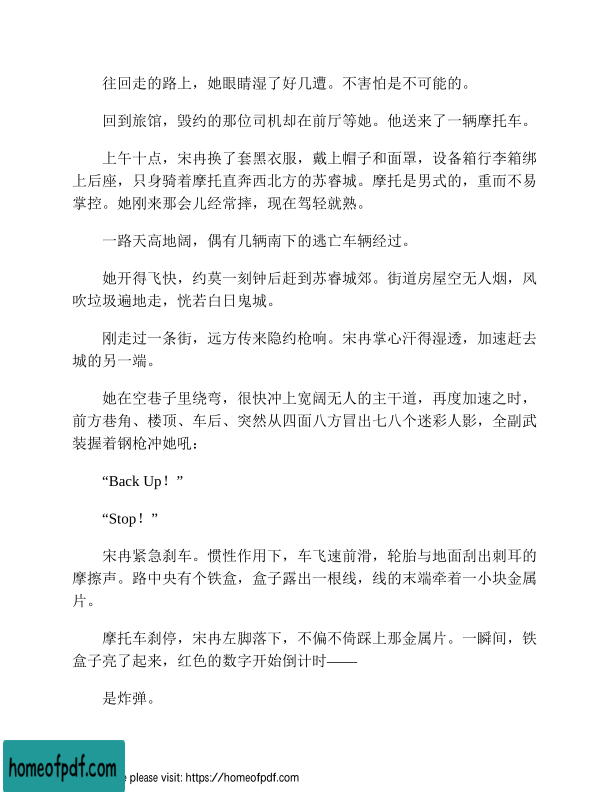 往回走的路上，她眼睛湿了好几遭。不害怕是不可能的。
回到旅馆，毁约的那位司机却在前厅等她。他送来了一辆摩托车。
上午十点，宋冉换了套黑衣服，戴上帽子和面罩，设备箱行李箱绑
上后座，只身骑着摩托直奔西北方的苏睿城。摩托是男式的，重而不易
掌控。她刚来那会儿经常摔，现在驾轻就熟。
一路天高地阔，偶有几辆南下的逃亡车辆经过。
她开得飞快，约莫一刻钟后赶到苏睿城郊。街道房屋空无人烟，风
吹垃圾遍地走，恍若白日鬼城。
刚走过一条街，远方传来隐约枪响。宋冉掌心汗得湿透，加速赶去
城的另一端。
她在空巷子里绕弯，很快冲上宽阔无人的主干道，再度加速之时，
前方巷角、楼顶、车后、突然从四面八方冒出七八个迷彩人影，全副武
装握着钢枪冲她吼：
“Back Up！”
“Stop！”
宋冉紧急刹车。惯性作用下，车飞速前滑，轮胎与地面刮出刺耳的
摩擦声。路中央有个铁盒，盒子露出一根线，线的末端牵着一小块金属
片。
摩托车刹停，宋冉左脚落下，不偏不倚踩上那金属片。一瞬间，铁
盒子亮了起来，红色的数字开始倒计时——
是炸弹。
homeofpdf.com
please visit: https://homeofpdf.com